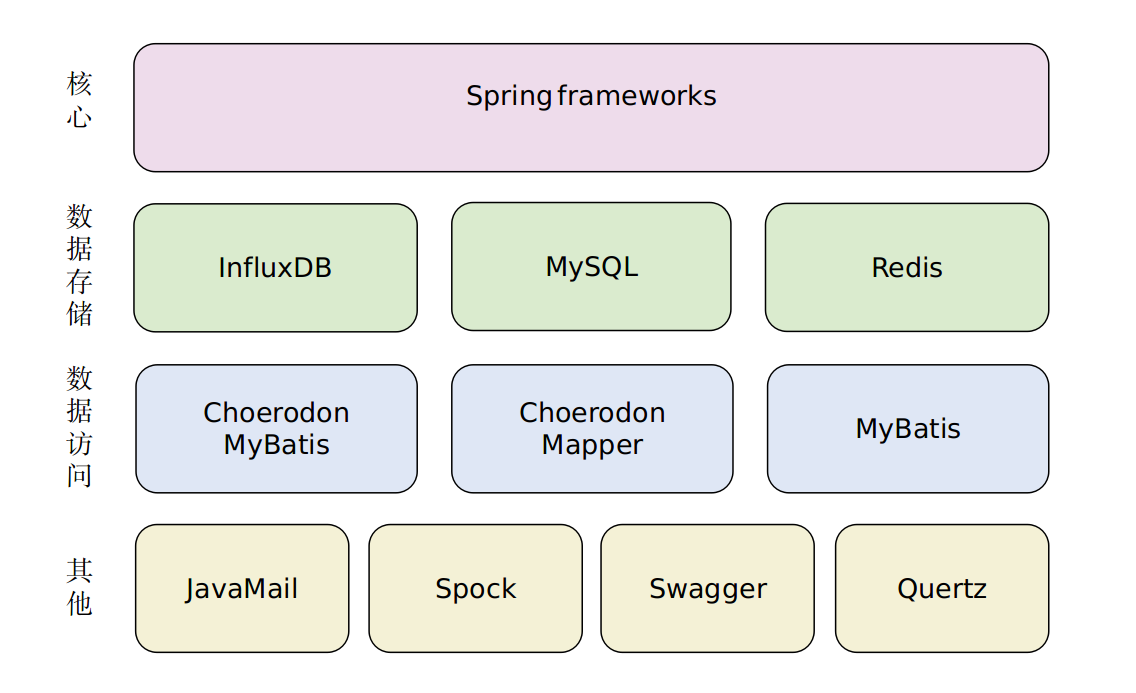 核心
Spring frameworks
数据存储
InfluxDB
MySQL
Redis
数据访问
Choerodon
MyBatis
Choerodon
Mapper
MyBatis
其他
JavaMail
Spock
Swagger
Quertz